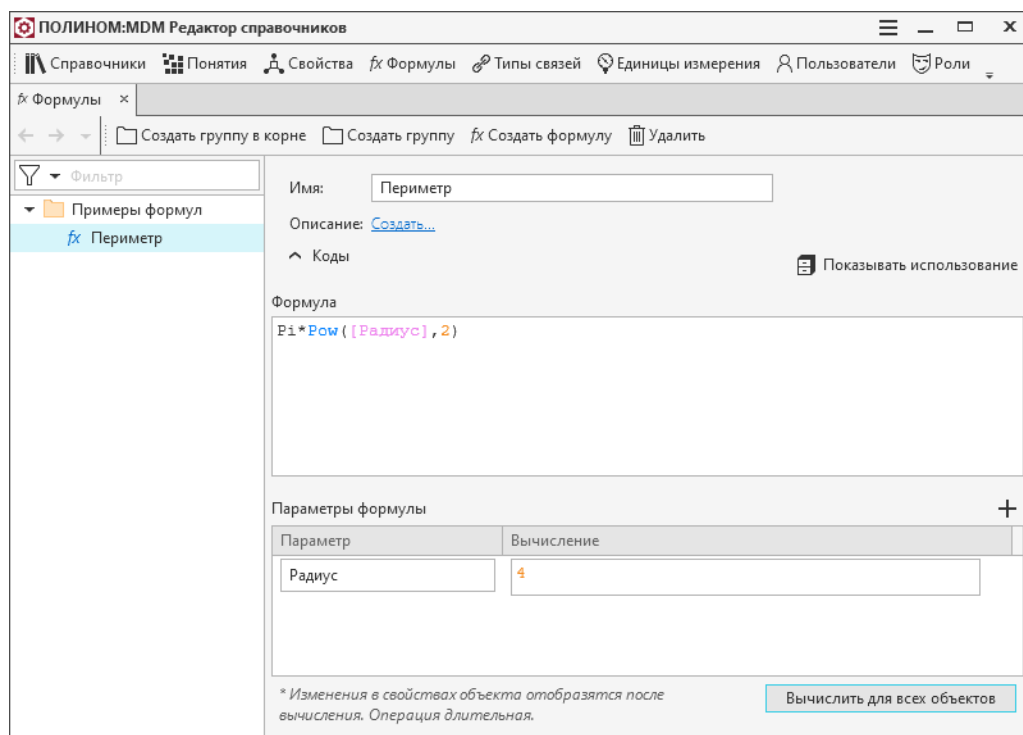 ПОЛИНОМ:MDM Редактор справочников
Справочники Понятия Свойства fx Формулы Типы связей Единицы измерения Пользователи Роли
fx Формулы ×
Создать группу в корне Создать группу fx Создать формулу Удалить
Фильтр
Примеры формул
fx Периметр
Имя: Периметр
Описание: Создать...
Коды
Показывать использование
Формула
Pi*Pow([Радиус],2)
Параметры формулы
Параметр Вычисление
Радиус 4
* Изменения в свойствах объекта отобразятся после
вычисления. Операция длительная.
Вычислить для всех объектов